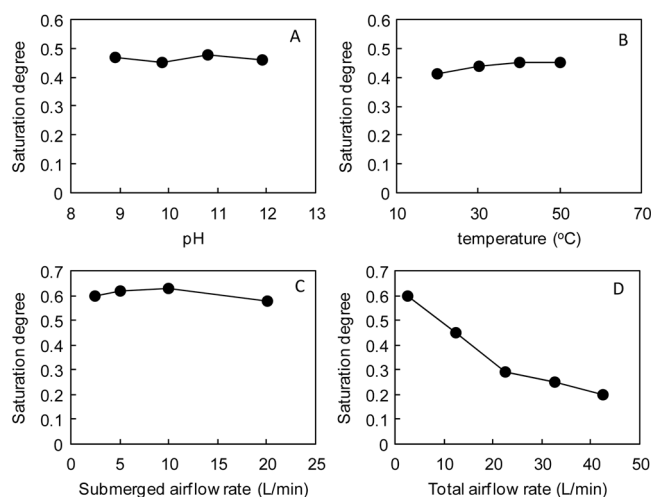 A
Saturation degree
0.6
0.5
0.4
0.3
0.2
0.1
0
8 9 10 11 12 13
pH
B
Saturation degree
0.6
0.5
0.4
0.3
0.2
0.1
0
10 30 50 70
temperature (°C)
C
Saturation degree
0.7
0.6
0.5
0.4
0.3
0.2
0.1
0
0 5 10 15 20 25
Submerged airflow rate (L/min)
D
Saturation degree
0.7
0.6
0.5
0.4
0.3
0.2
0.1
0
0 10 20 30 40 50
Total airflow rate (L/min)